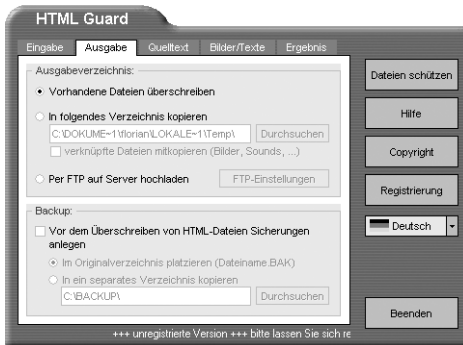 HTML Guard
Eingabe
Ausgabe
Quelltext
Bilder/Texte
Ergebnis
Ausgabeverzeichnis:
Vorhandene Dateien überschreiben
In folgendes Verzeichnis kopieren
C:\DOKUME~1\florian\LOKALE~1\Temp\
Durchsuchen
verknüpfte Dateien mitkopieren (Bilder, Sounds, ...)
Per FTP auf Server hochladen
FTP-Einstellungen
Backup:
Vor dem Überschreiben von HTML-Dateien Sicherungen
anlegen
Im Originalverzeichnis platzieren (Dateiname.BAK)
In ein separates Verzeichnis kopieren
C:\BACKUP\
Durchsuchen
Dateien schützen
Hilfe
Copyright
Registrierung
Deutsch
Beenden
+++ unregistrierte Version +++ bitte lassen Sie sich re